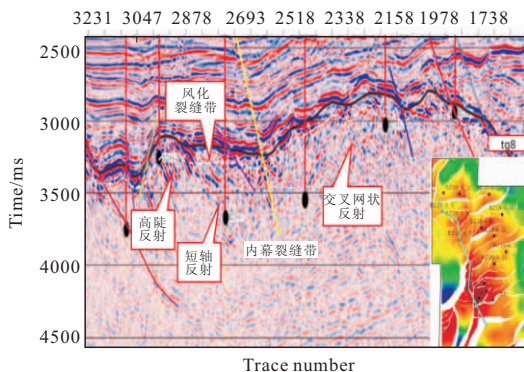 3231 3047 2878 2693 2518 2338 2158 1978 1738
2500
3000
3500
4000
4500
Time/ms
风化
裂缝带
高陡
反射
短轴
反射
内幕裂缝带
交叉网状
反射
tg8
Trace number